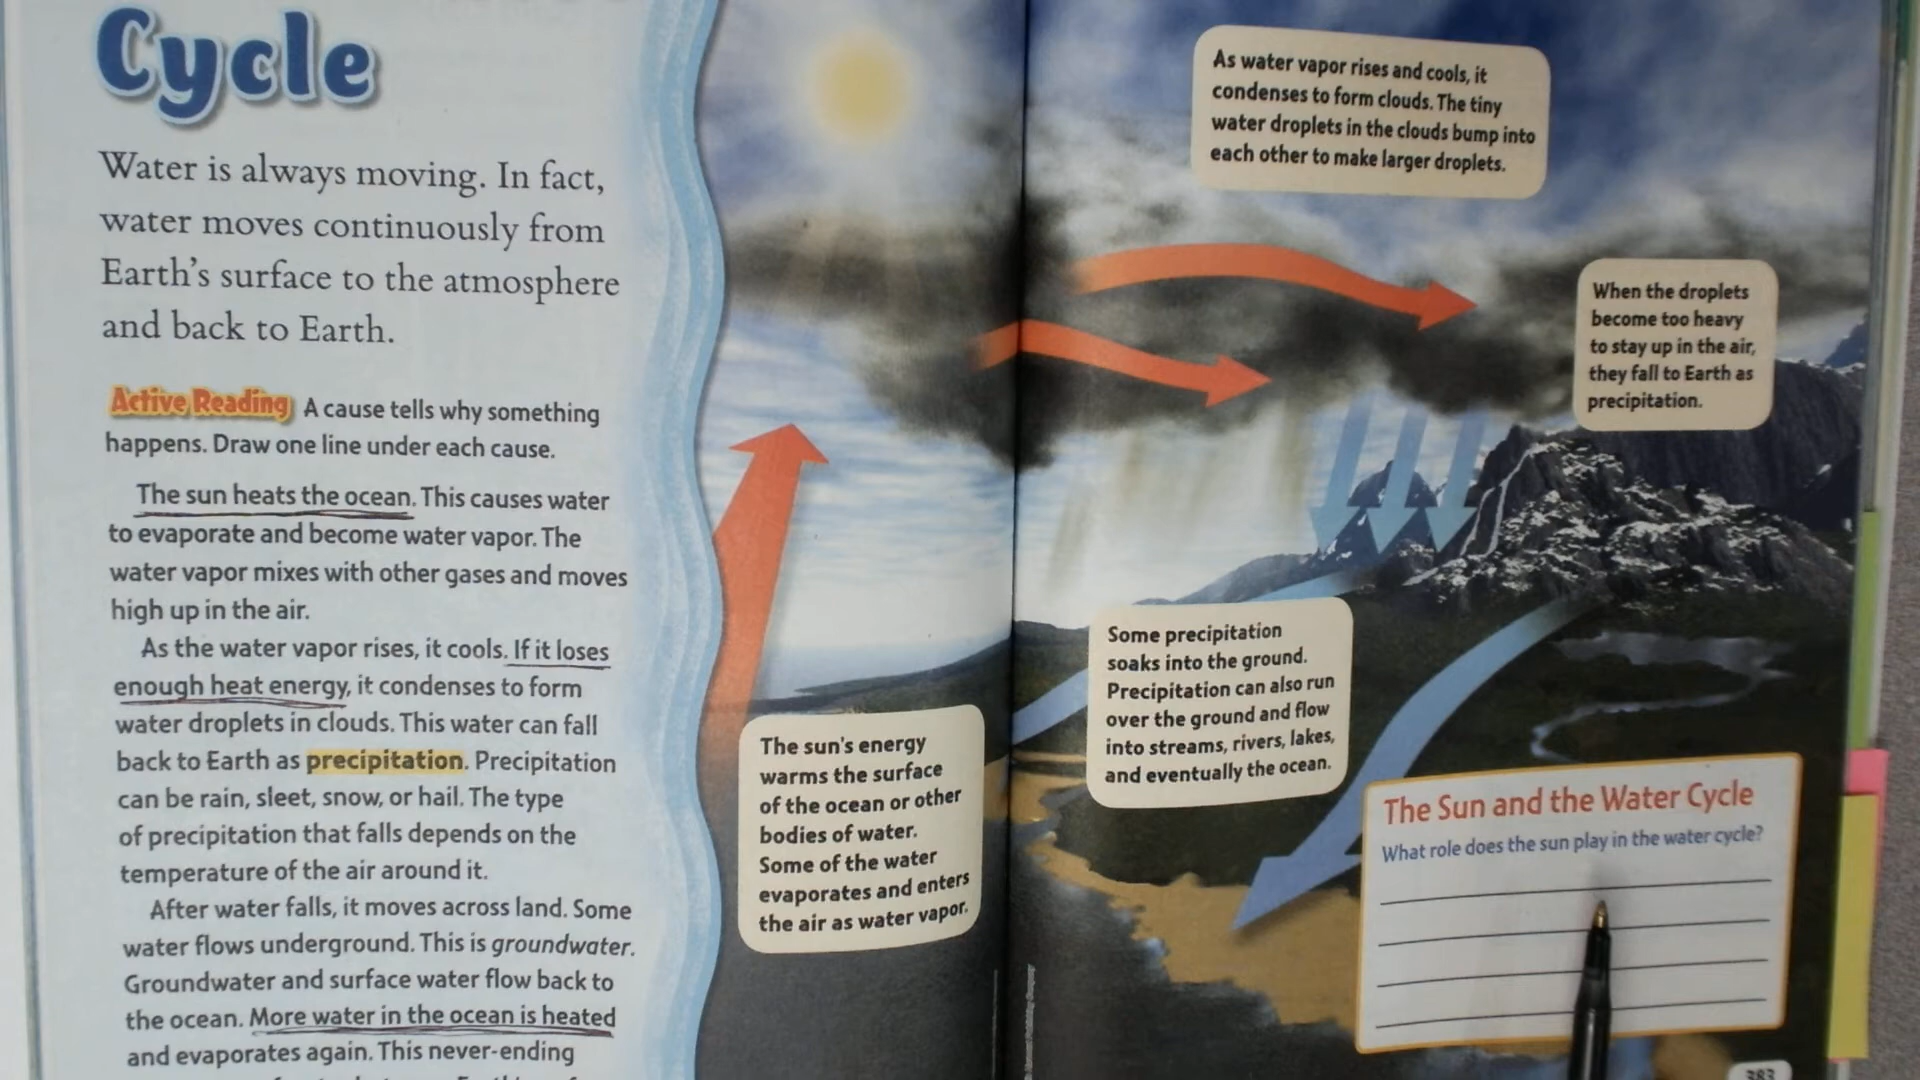 Cycle
Water is always moving. In fact,
water moves continuously from
Earth's surface to the atmosphere
and back to Earth.
Active Reading A cause tells why something
happens. Draw one line under each cause.
The sun heats the ocean. This causes water
to evaporate and become water vapor. The
water vapor mixes with other gases and moves
high up in the air.
As the water vapor rises, it cools. If it loses
enough heat energy, it condenses to form
water droplets in clouds. This water can fall
back to Earth as precipitation. Precipitation
can be rain, sleet, snow, or hail. The type
of precipitation that falls depends on the
temperature of the air around it.
After water falls, it moves across land. Some
water flows underground. This is groundwater.
Groundwater and surface water flow back to
the ocean. More water in the ocean is heated
and evaporates again. This never-ending
The sun's energy
warms the surface
of the ocean or other
bodies of water.
Some of the water
evaporates and enters
the air as water vapor.
As water vapor rises and cools, it
condenses to form clouds. The tiny
water droplets in the clouds bump into
each other to make larger droplets.
When the droplets
become too heavy
to stay up in the air,
they fall to Earth as
precipitation.
Some precipitation
soaks into the ground.
Precipitation can also run
over the ground and flow
into streams, rivers, lakes,
and eventually the ocean.
The Sun and the Water Cycle
What role does the sun play in the water cycle?
383